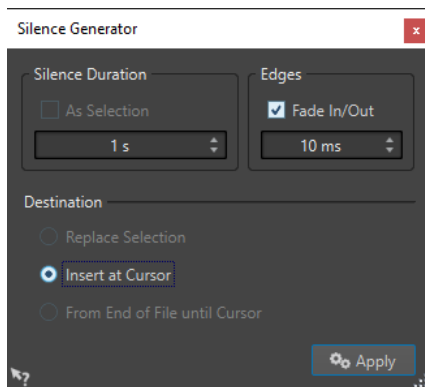 Silence Generator
x
Silence Duration
Edges
As Selection
Fade In/Out
1 s
10 ms
Destination
Replace Selection
Insert at Cursor
From End of File until Cursor
Apply
?